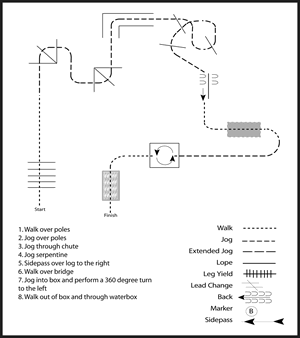 Start
Finish
1. Walk over poles
2. Jog over poles
3. Jog through chute
4. Jog serpentine
5. Sidepass over log to the right
6. Walk over bridge
7. Jog into box and perform a 360 degree turn
to the left
8. Walk out of box and through waterbox
Walk
Jog
Extended Jog
Lope
Leg Yield
Lead Change
Back
Marker
B
Sidepass